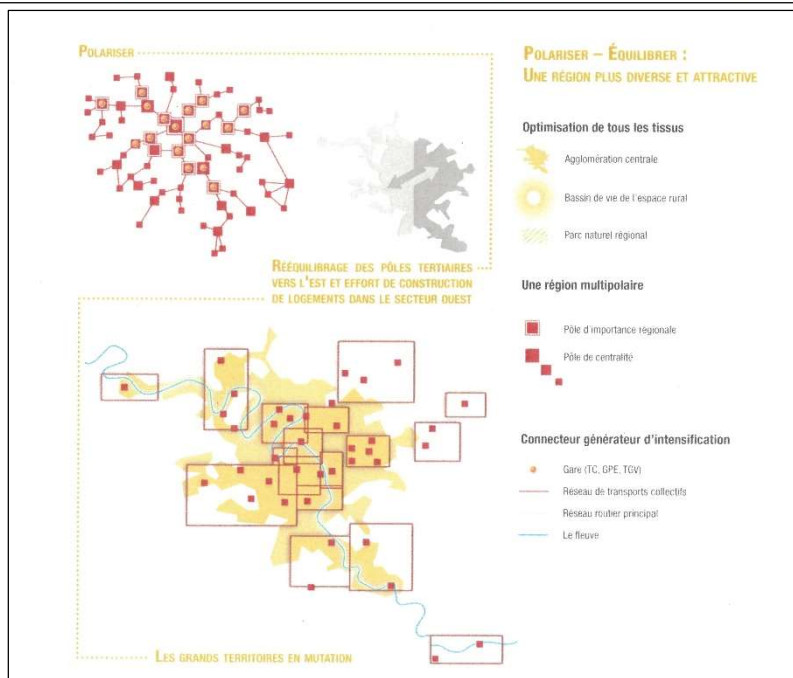 POLARISER
POLARISER – ÉQUILIBRER :
UNE RÉGION PLUS DIVERSE ET ATTRACTIVE
Optimisation de tous les tissus
Agglomération centrale
Bassin de vie de l'espace rural
Parc naturel régional
RÉÉQUILIBRAGE DES PÔLES TERTIAIRES
VERS L'EST ET EFFORT DE CONSTRUCTION
DE LOGEMENTS DANS LE SECTEUR OUEST
Une région multipolaire
Pôle d'importance régionale
Pôle de centralité
Connecteur générateur d'intensification
Gare (TC, GPE, TGV)
Réseau de transports collectifs
Réseau routier principal
Le fleuve
LES GRANDS TERRITOIRES EN MUTATION